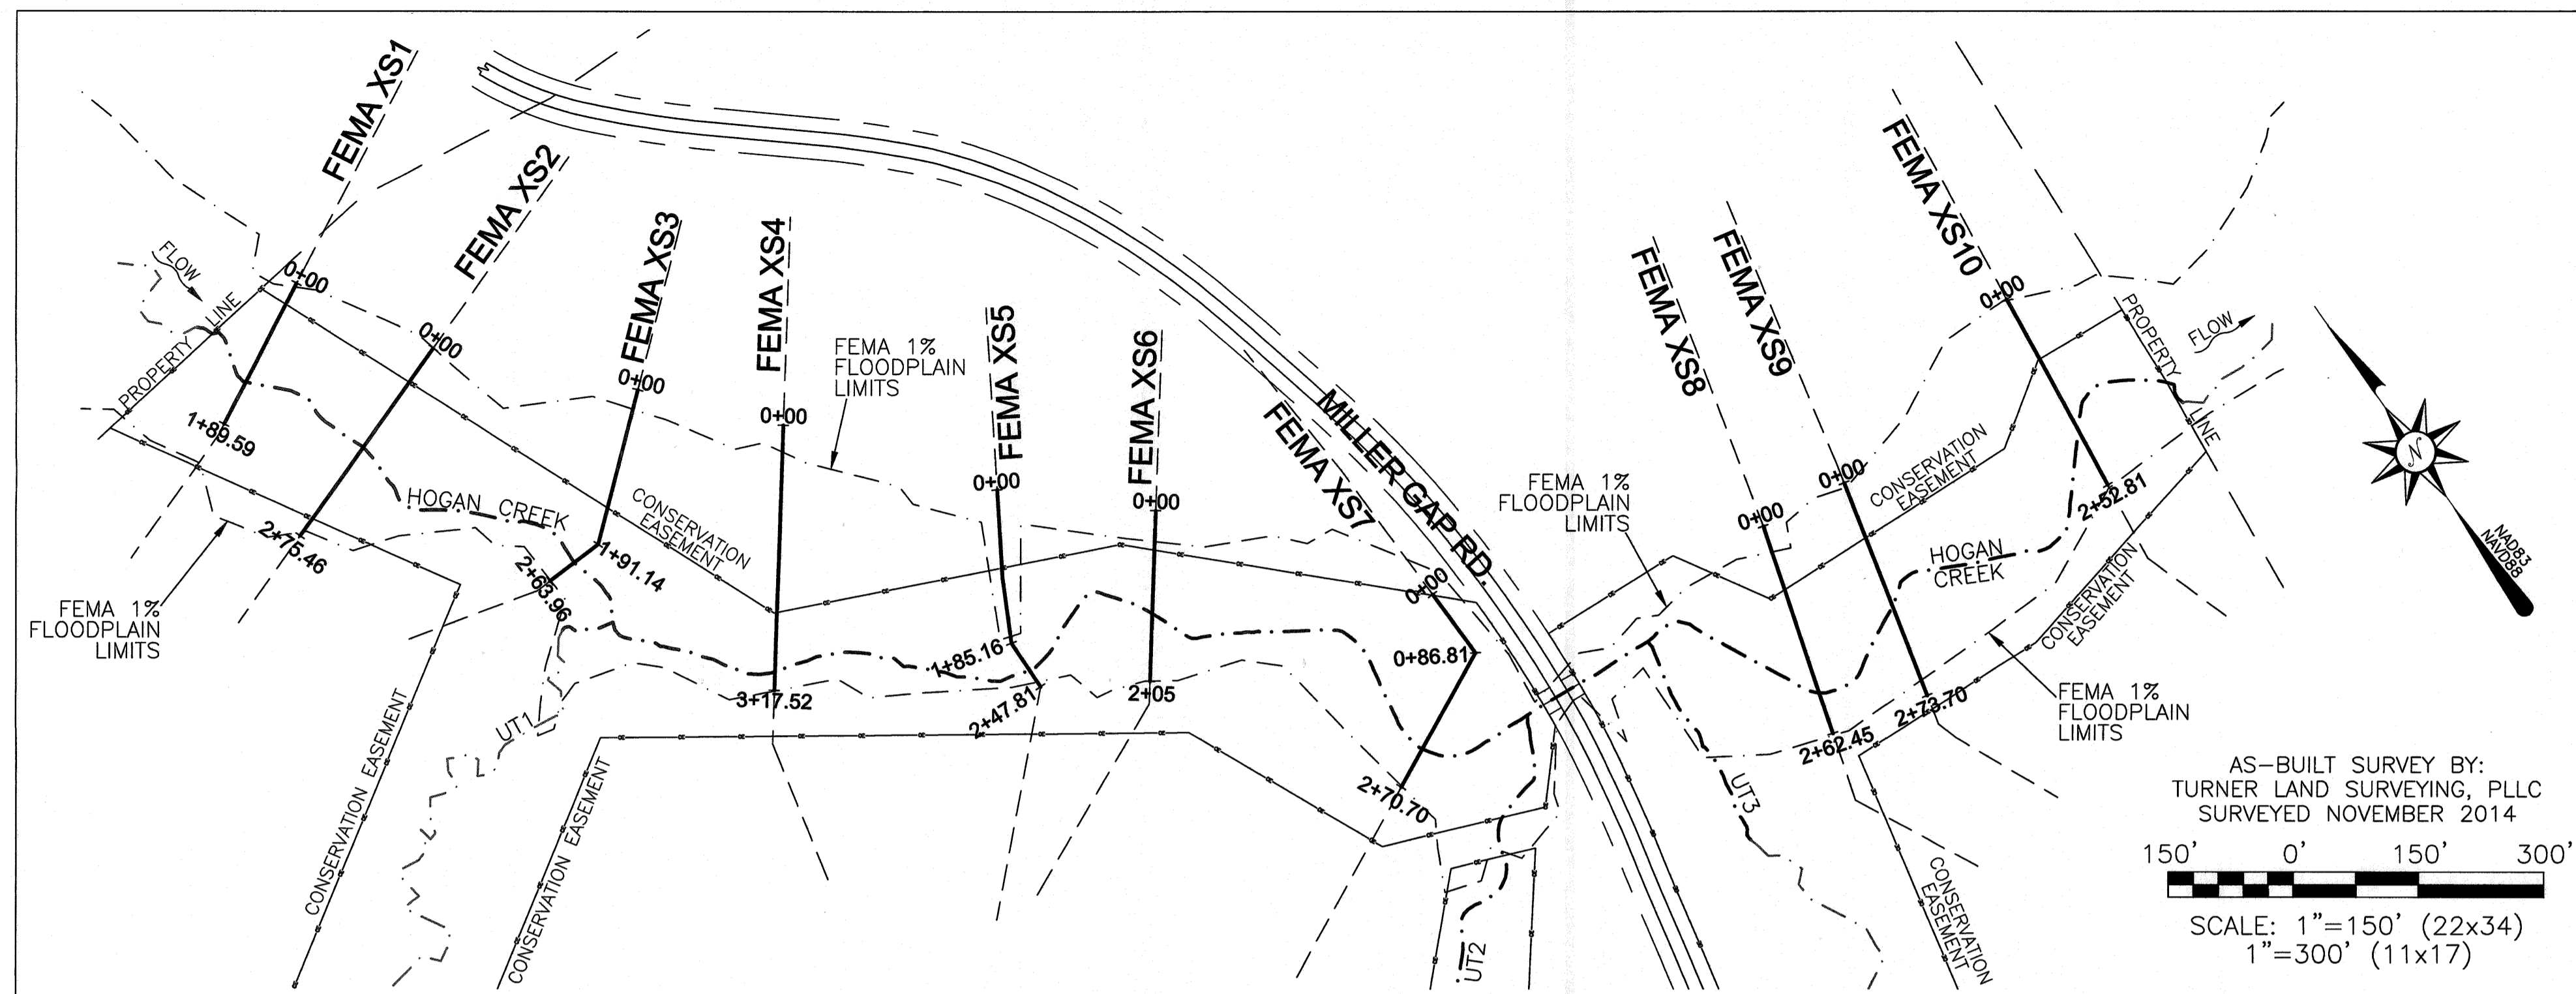 FEMA XS1
FEMA XS2
FEMA XS3
FEMA XS4
FEMA XS5
FEMA XS6
FEMA XS7
MILLER GAP RD.
FEMA XS8
FEMA XS9
FEMA XS10
FLOW
PROPERTY LINE
0+00
1+89.59
0+00
2+75.46
FEMA 1%
FLOODPLAIN
LIMITS
HOGAN CREEK
0+00
1+91.14
2+63.96
CONSERVATION
EASEMENT
0+00
3+17.52
FEMA 1%
FLOODPLAIN
LIMITS
0+00
1+85.16
2+47.81
0+00
2+05
0+00
0+86.81
2+70.70
UT1
CONSERVATION EASEMENT
CONSERVATION EASEMENT
UT2
FEMA 1%
FLOODPLAIN
LIMITS
0+00
2+62.45
0+00
2+73.70
CONSERVATION
EASEMENT
0+00
2+52.81
HOGAN
CREEK
CONSERVATION
EASEMENT
PROPERTY LINE
FLOW
FEMA 1%
FLOODPLAIN
LIMITS
UT3
CONSERVATION
EASEMENT
N
NAD83
NAVD88
AS-BUILT SURVEY BY:
TURNER LAND SURVEYING, PLLC
SURVEYED NOVEMBER 2014
150' 0' 150' 300'
SCALE: 1"=150' (22x34)
1"=300' (11x17)